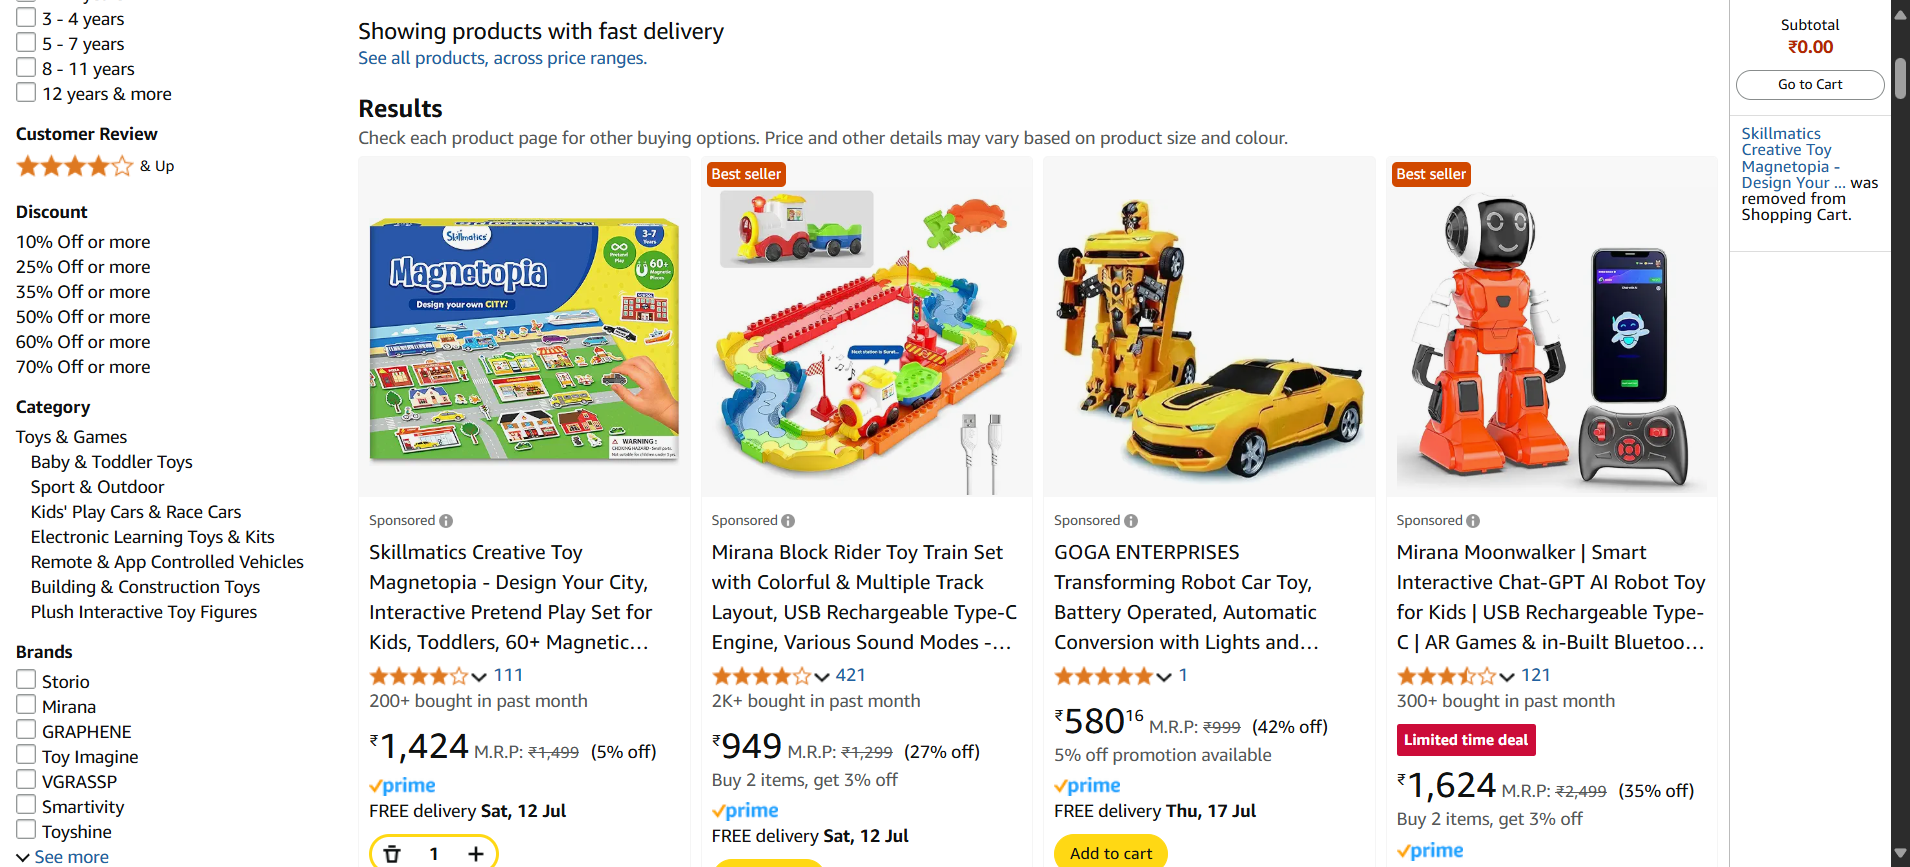 3 - 4 years
5 - 7 years
8 - 11 years
12 years & more
Customer Review
& Up
Discount
10% Off or more
25% Off or more
35% Off or more
50% Off or more
60% Off or more
70% Off or more
Category
Toys & Games
Baby & Toddler Toys
Sport & Outdoor
Kids' Play Cars & Race Cars
Electronic Learning Toys & Kits
Remote & App Controlled Vehicles
Building & Construction Toys
Plush Interactive Toy Figures
Brands
Storio
Mirana
GRAPHENE
Toy Imagine
VGRASSP
Smartivity
Toyshine
See more
Showing products with fast delivery
See all products, across price ranges.
Results
Check each product page for other buying options. Price and other details may vary based on product size and colour.
Skillmatics
3-7
Years
Pretend
Play
60+
Magnetic
Pieces
Magnetopia
Design your own CITY!
SCHOOL
WARNING:
Sponsored
Skillmatics Creative Toy
Magnetopia - Design Your City,
Interactive Pretend Play Set for
Kids, Toddlers, 60+ Magnetic...
111
200+ bought in past month
₹1,424 M.R.P: ₹1,499 (5% off)
prime
FREE delivery Sat, 12 Jul
1
Best seller
Next station is Surat...
Sponsored
Mirana Block Rider Toy Train Set
with Colorful & Multiple Track
Layout, USB Rechargeable Type-C
Engine, Various Sound Modes -...
421
2K+ bought in past month
₹949 M.R.P: ₹1,299 (27% off)
Buy 2 items, get 3% off
prime
FREE delivery Sat, 12 Jul
Sponsored
GOGA ENTERPRISES
Transforming Robot Car Toy,
Battery Operated, Automatic
Conversion with Lights and...
1
₹580.16 M.R.P: ₹999 (42% off)
5% off promotion available
prime
FREE delivery Thu, 17 Jul
Add to cart
Best seller
Sponsored
Mirana Moonwalker | Smart
Interactive Chat-GPT AI Robot Toy
for Kids | USB Rechargeable Type-
C | AR Games & in-Built Bluetoo...
121
300+ bought in past month
Limited time deal
₹1,624 M.R.P: ₹2,499 (35% off)
Buy 2 items, get 3% off
prime
Subtotal
₹0.00
Go to Cart
Skillmatics
Creative Toy
Magnetopia -
Design Your ... was
removed from
Shopping Cart.